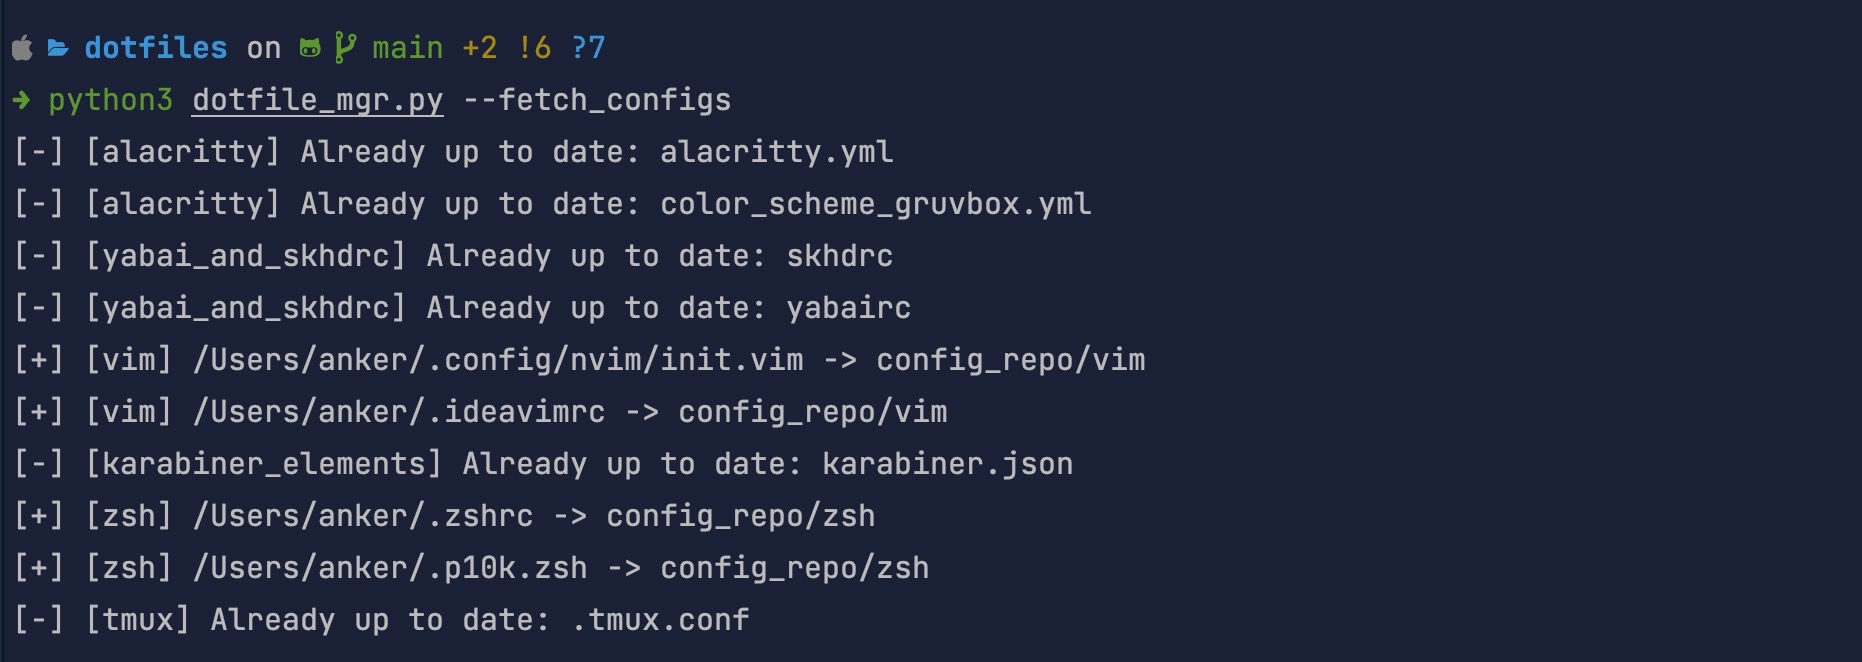 dotfiles on main +2 !6 ?7
➜ python3 dotfile_mgr.py --fetch_configs
[-] [alacritty] Already up to date: alacritty.yml
[-] [alacritty] Already up to date: color_scheme_gruvbox.yml
[-] [yabai_and_skhdrc] Already up to date: skhdrc
[-] [yabai_and_skhdrc] Already up to date: yabairc
[+] [vim] /Users/anker/.config/nvim/init.vim -> config_repo/vim
[+] [vim] /Users/anker/.ideavimrc -> config_repo/vim
[-] [karabiner_elements] Already up to date: karabiner.json
[+] [zsh] /Users/anker/.zshrc -> config_repo/zsh
[+] [zsh] /Users/anker/.p10k.zsh -> config_repo/zsh
[-] [tmux] Already up to date: .tmux.conf